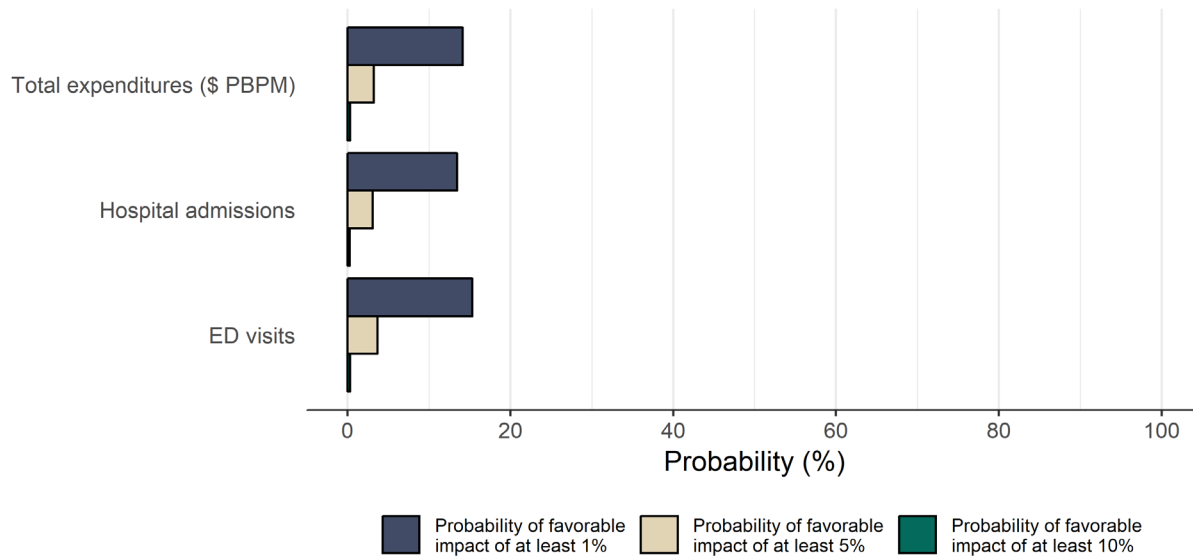 Total expenditures ($ PBPM)
Hospital admissions
ED visits
0 20 40 60 80 100
Probability (%)
Probability of favorable
impact of at least 1%
Probability of favorable
impact of at least 5%
Probability of favorable
impact of at least 10%